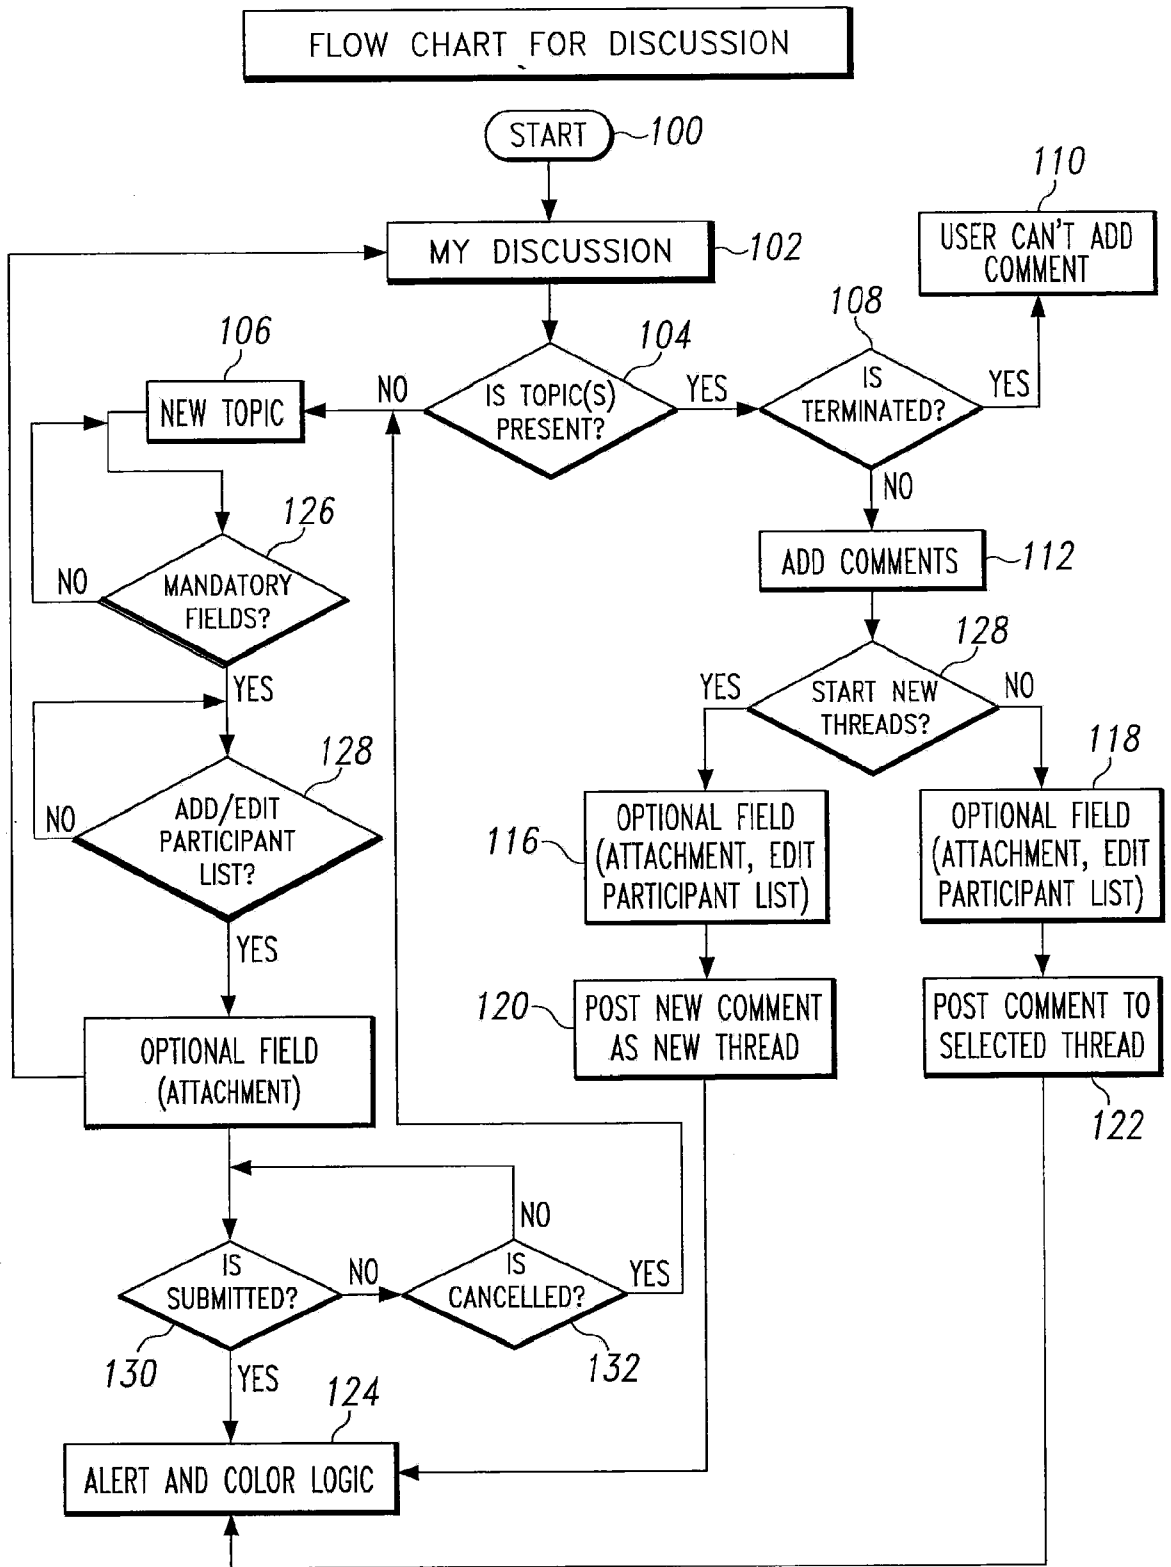 FLOW CHART FOR DISCUSSION
START
100
110
USER CAN'T ADD
COMMENT
MY DISCUSSION
102
108
106
104
NO
IS TOPIC(S)
PRESENT?
YES
IS
TERMINATED?
YES
NEW TOPIC
NO
126
ADD COMMENTS
112
NO
MANDATORY
FIELDS?
128
YES
YES
START NEW
THREADS?
NO
128
118
NO
ADD/EDIT
PARTICIPANT
LIST?
116
OPTIONAL FIELD
(ATTACHMENT, EDIT
PARTICIPANT LIST)
OPTIONAL FIELD
(ATTACHMENT, EDIT
PARTICIPANT LIST)
YES
120
POST NEW COMMENT
AS NEW THREAD
POST COMMENT TO
SELECTED THREAD
OPTIONAL FIELD
(ATTACHMENT)
122
NO
IS
SUBMITTED?
NO
IS
CANCELLED?
YES
130
132
YES
124
ALERT AND COLOR LOGIC